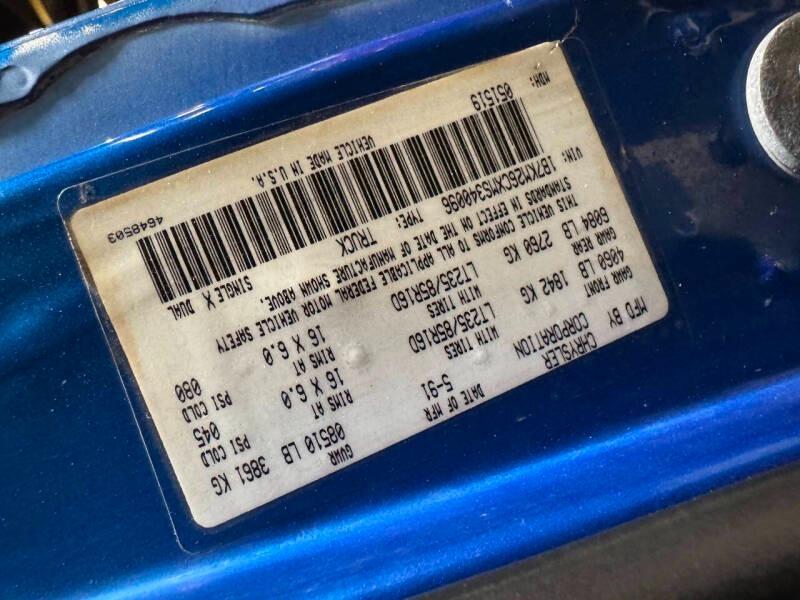 MFD BY CHRYSLER DATE OF MFR GVWR
CORPORATION 5-91 08510 LB 3861 KG
GAWR FRONT WITH TIRES RIMS AT PSI COLD
4060 LB 1842 KG LT235/85R16D 16 X 6.0 045
GAWR REAR WITH TIRES RIMS AT PSI COLD
6084 LB 2760 KG LT235/85R16D 16 X 6.0 080
THIS VEHICLE CONFORMS TO ALL APPLICABLE FEDERAL MOTOR VEHICLE SAFETY
STANDARDS IN EFFECT ON THE DATE OF MANUFACTURE SHOWN ABOVE.
VIN: 1B7KM26CXMS340096 TYPE: TRUCK SINGLE X DUAL
MDH: 051519 VEHICLE MADE IN U.S.A. 4648503